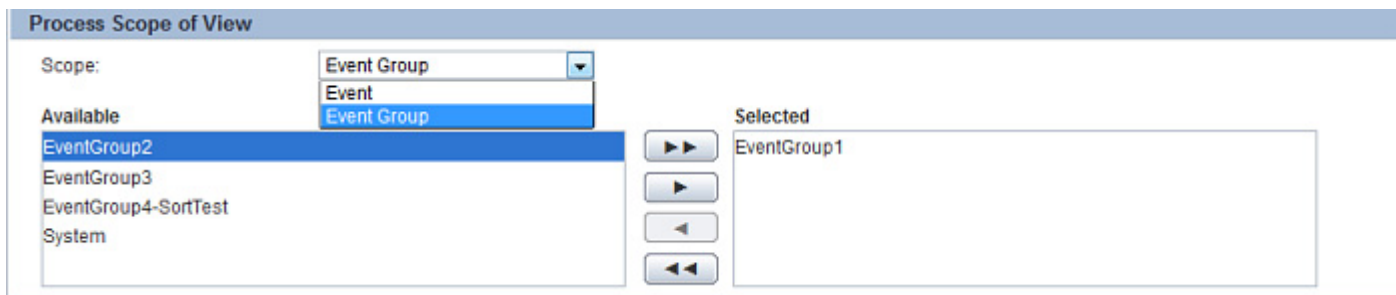 Process Scope of View
Scope:
Event Group
Event
Event Group
Available
Selected
EventGroup2
EventGroup3
EventGroup4-SortTest
System
EventGroup1